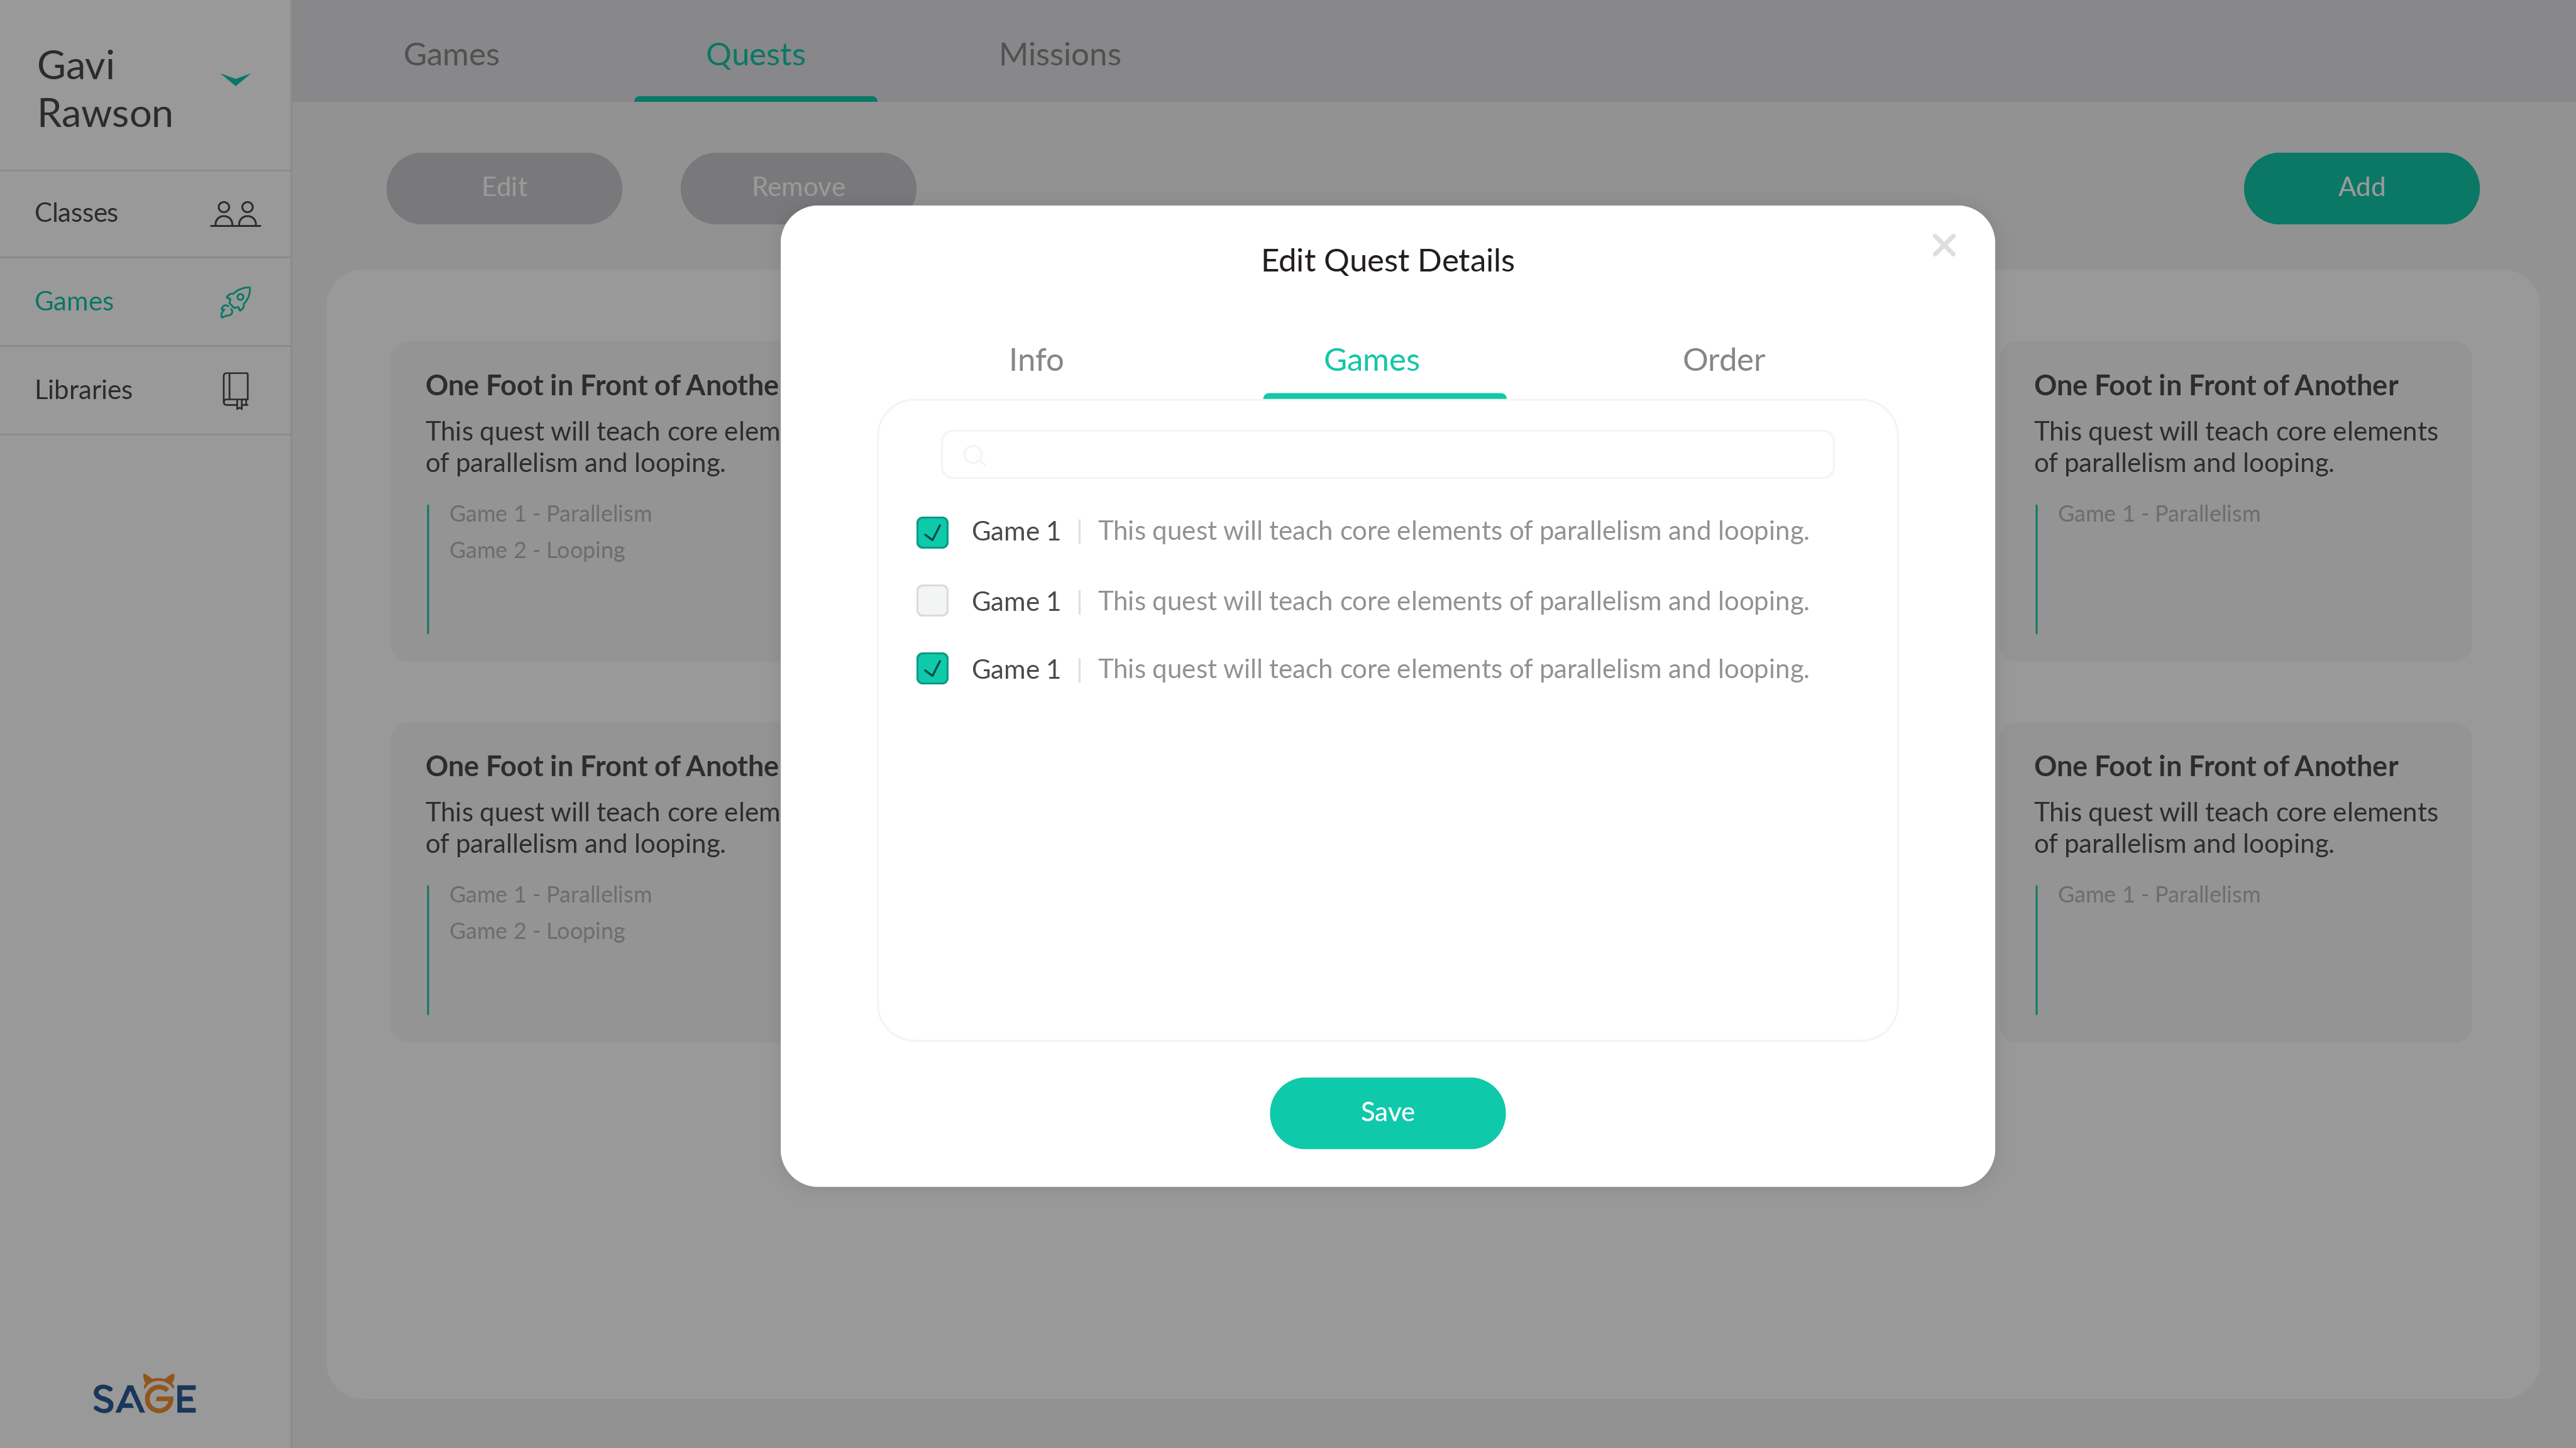 Gavi
Rawson
Classes
Games
Libraries
SAGE
Games
Quests
Missions
Edit
Remove
Add
One Foot in Front of Anothe
This quest will teach core elem
of parallelism and looping.
Game 1 - Parallelism
Game 2 - Looping
One Foot in Front of Anothe
This quest will teach core elem
of parallelism and looping.
Game 1 - Parallelism
Game 2 - Looping
Edit Quest Details
Info
Games
Order
Game 1 | This quest will teach core elements of parallelism and looping.
Game 1 | This quest will teach core elements of parallelism and looping.
Game 1 | This quest will teach core elements of parallelism and looping.
Save
One Foot in Front of Another
This quest will teach core elements
of parallelism and looping.
Game 1 - Parallelism
One Foot in Front of Another
This quest will teach core elements
of parallelism and looping.
Game 1 - Parallelism